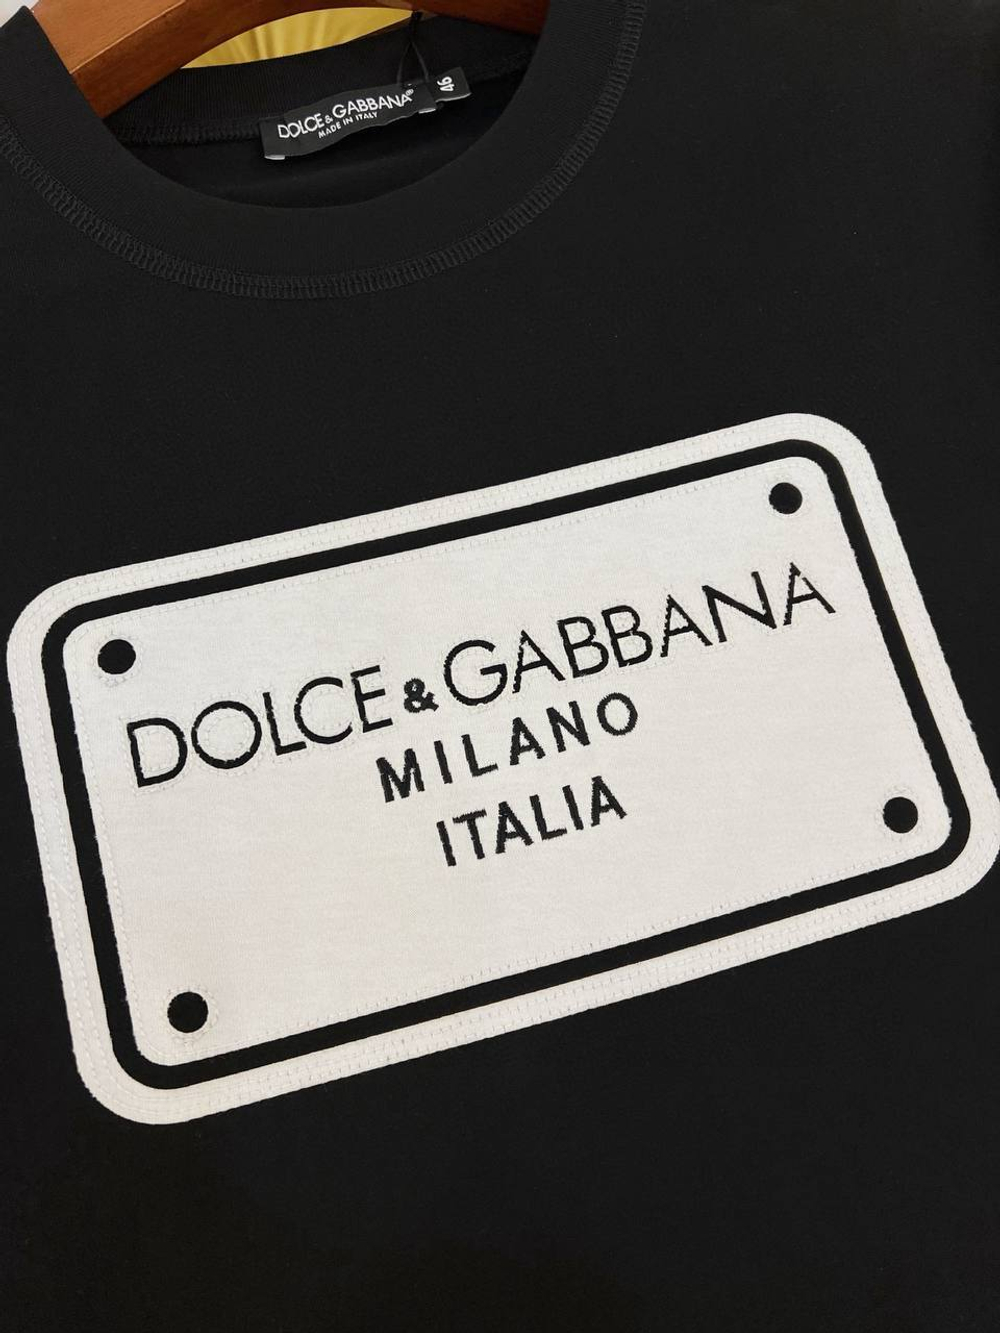 DOLCE & GABBANA®
MADE IN ITALY
46
DOLCE & GABBANA
MILANO
ITALIA